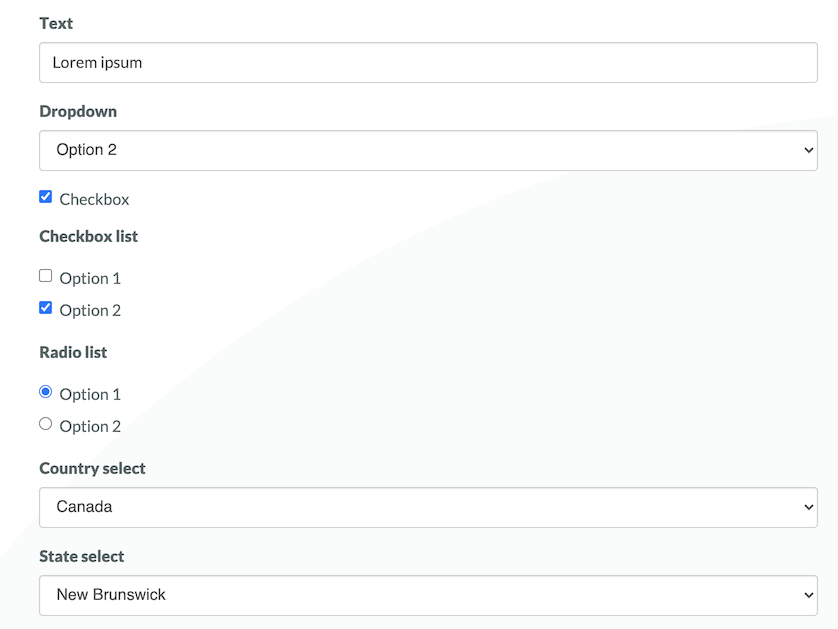 Text
Lorem ipsum
Dropdown
Option 2
Checkbox
Checkbox list
Option 1
Option 2
Radio list
Option 1
Option 2
Country select
Canada
State select
New Brunswick